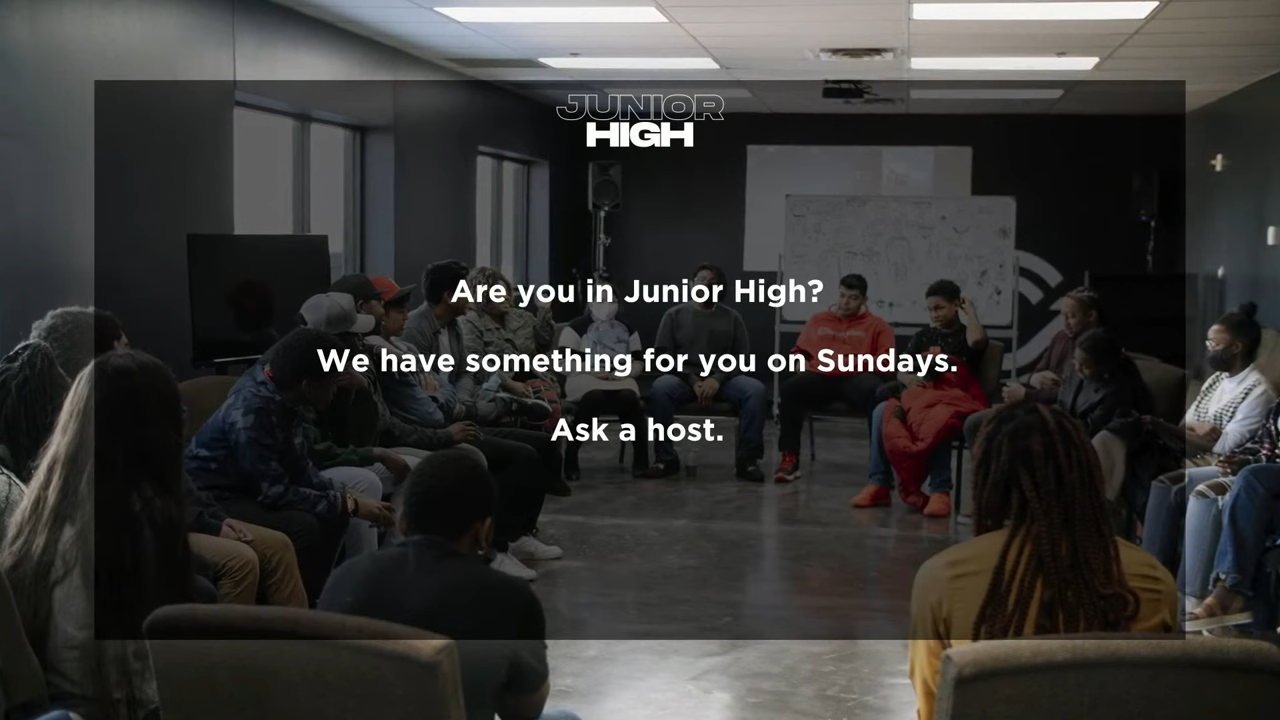 JUNIOR
HIGH
Are you in Junior High?
We have something for you on Sundays.
Ask a host.